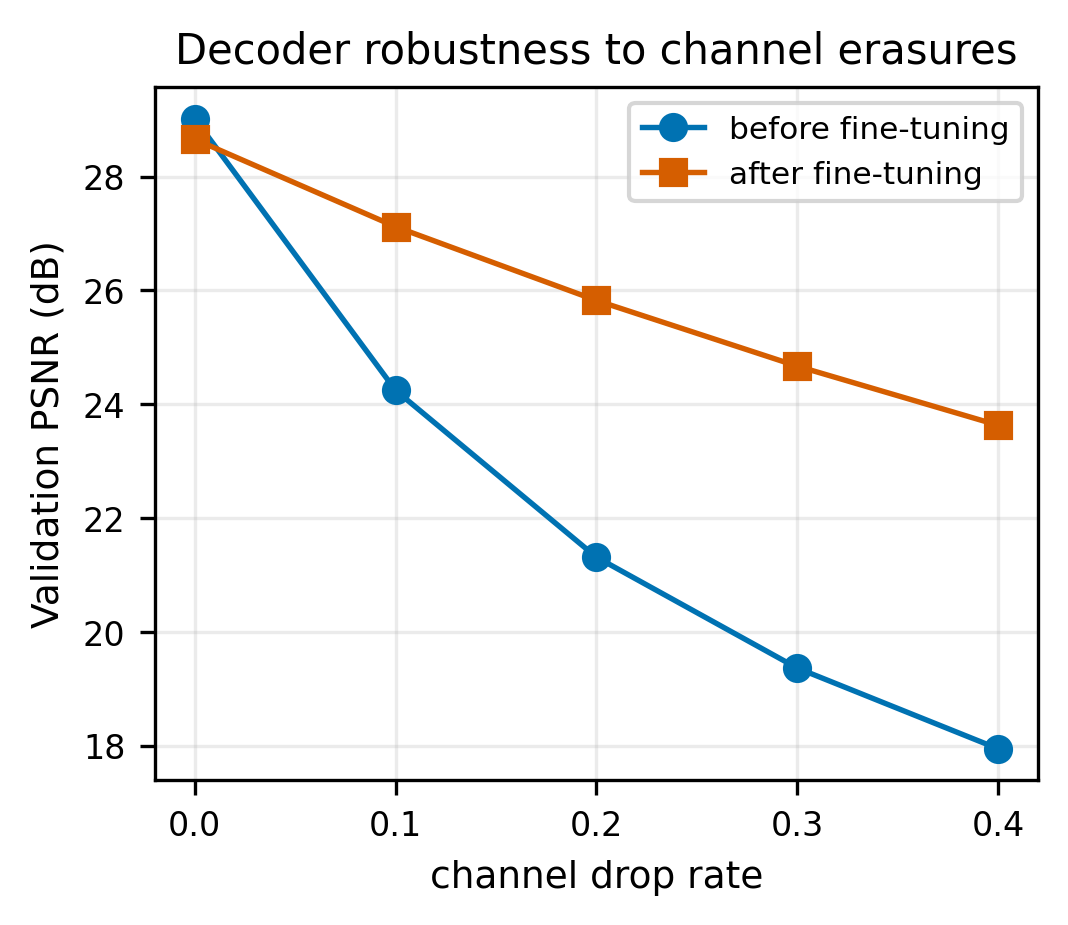 Decoder robustness to channel erasures
before fine-tuning
after fine-tuning
Validation PSNR (dB)
28
26
24
22
20
18
0.0 0.1 0.2 0.3 0.4
channel drop rate